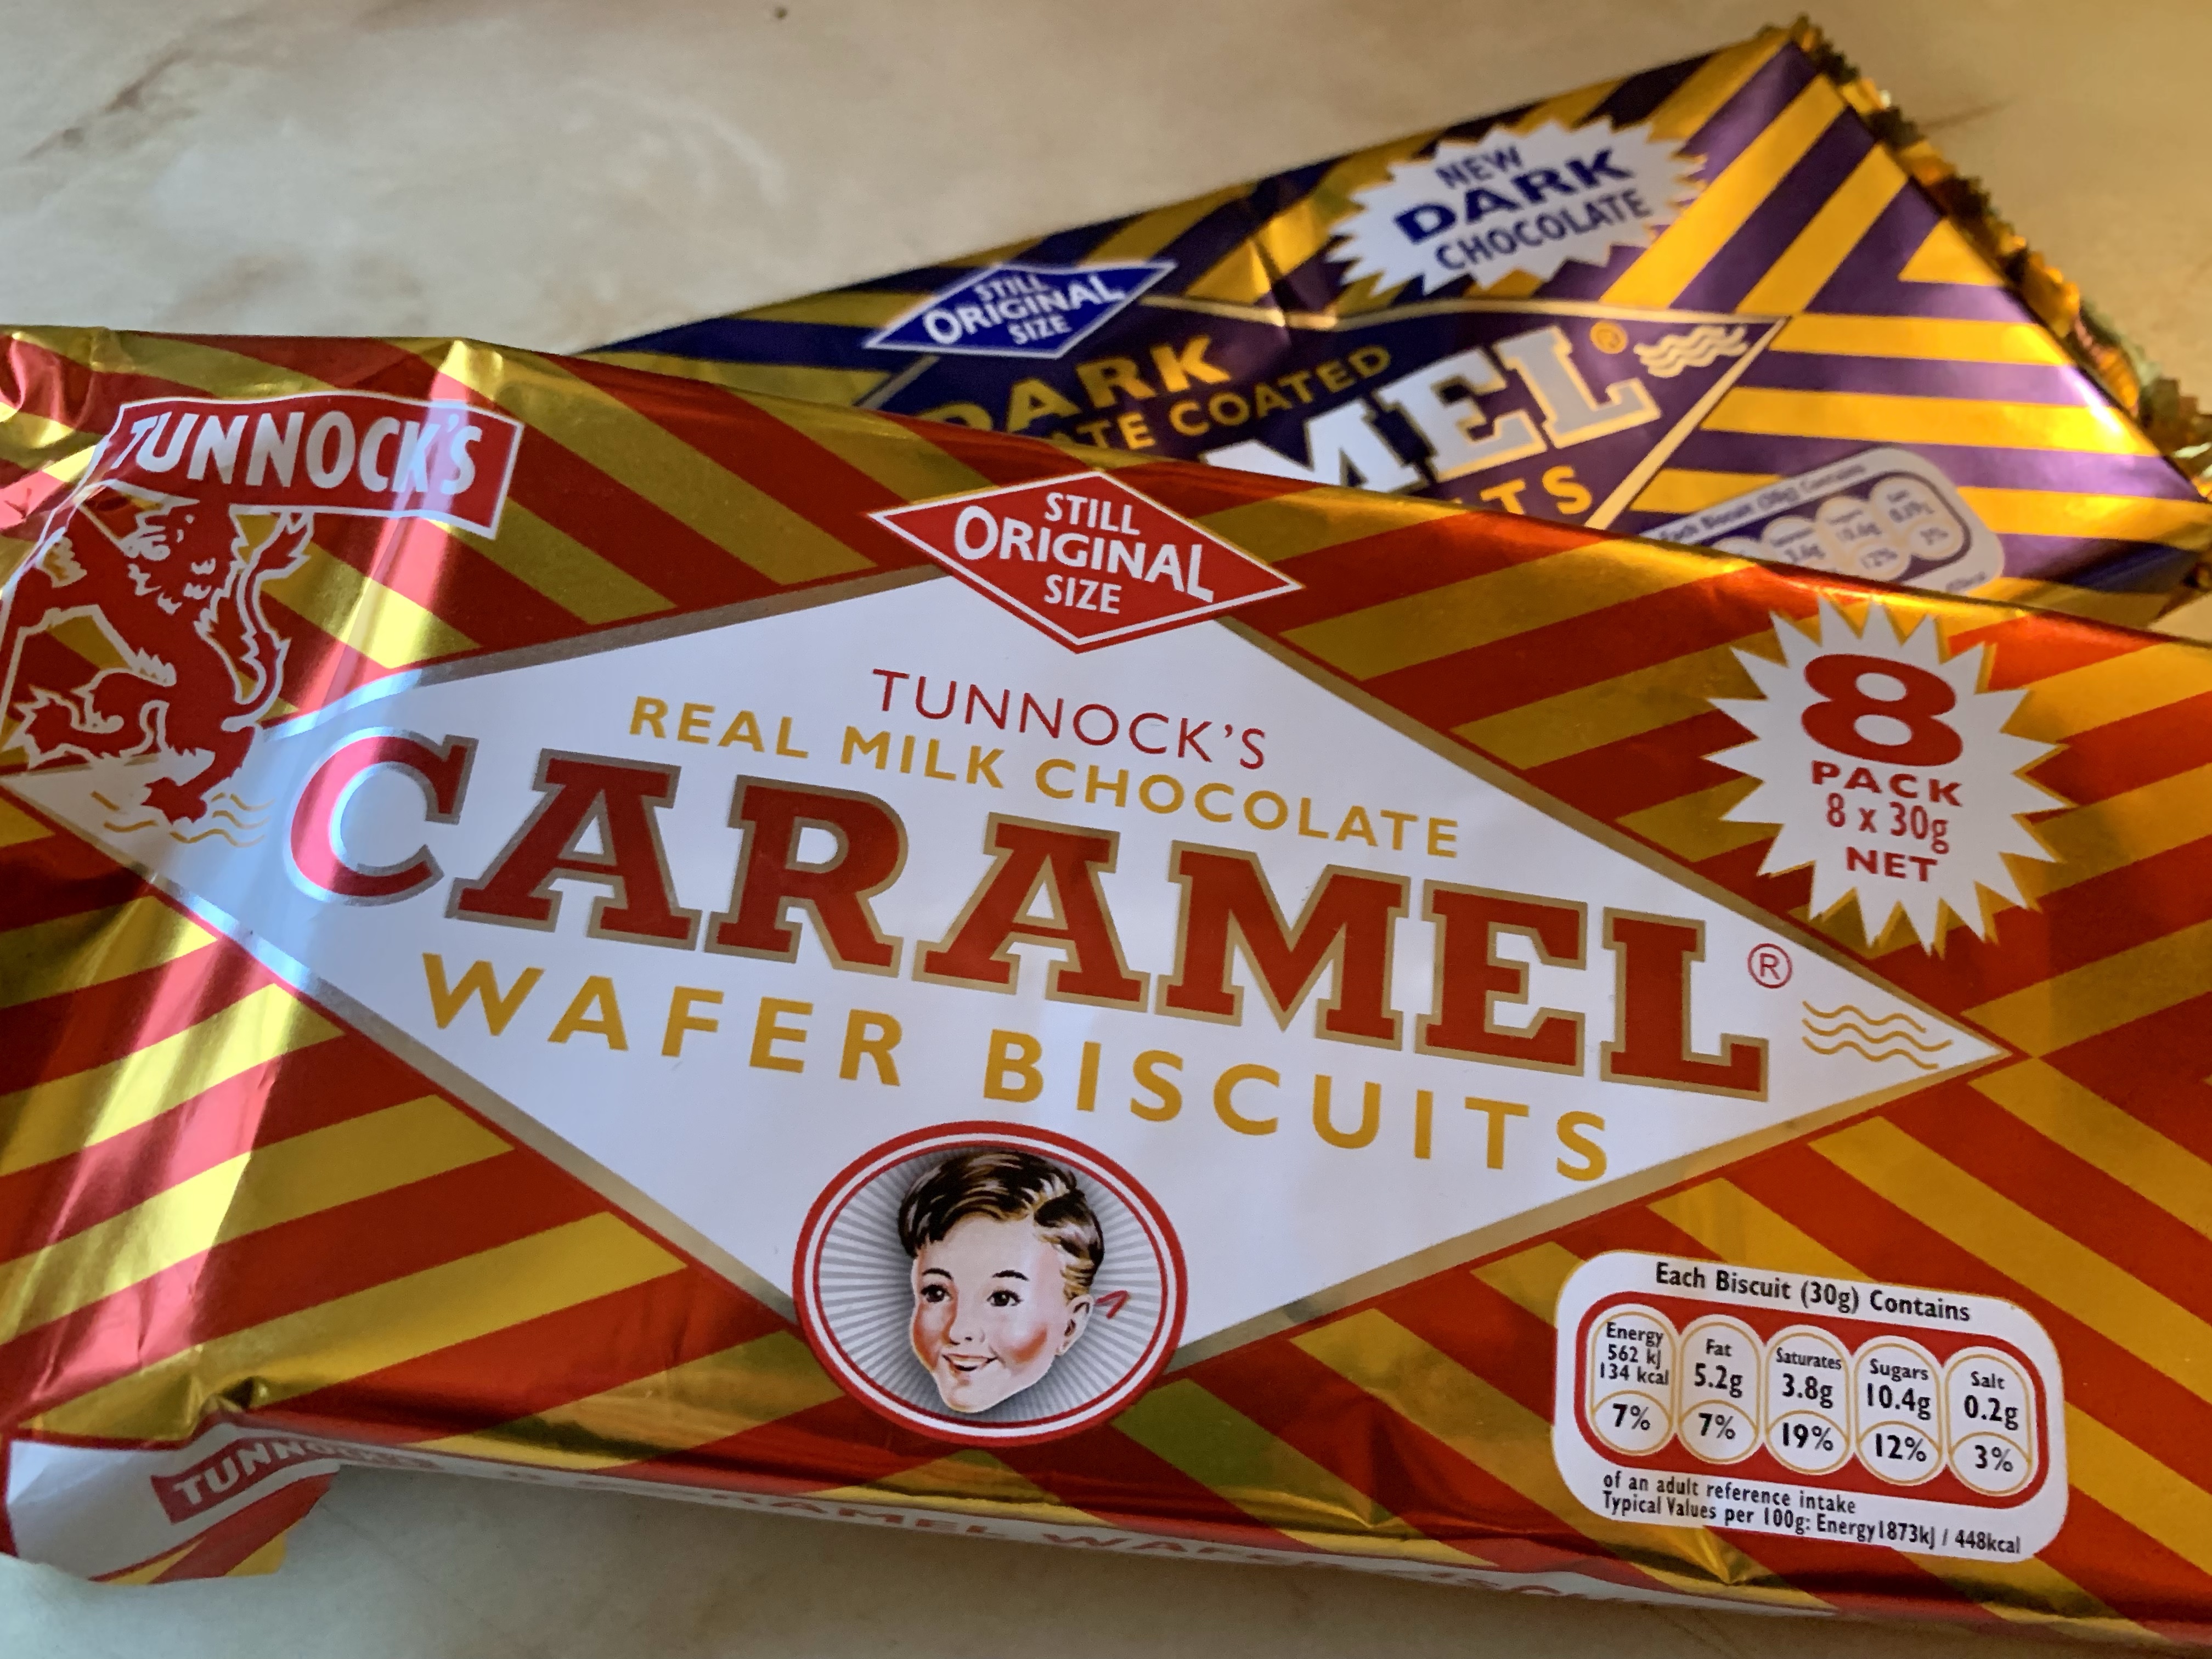 NEW
DARK
CHOCOLATE
STILL
ORIGINAL
SIZE
DARK
COATED
TUNNOCK'S
STILL
ORIGINAL
SIZE
TUNNOCK'S
REAL MILK CHOCOLATE
CARAMEL®
WAFER BISCUITS
8
PACK
8 x 30g
NET
Each Biscuit (30g) Contains
Energy
562 kJ
134 kcal
7%
Fat
5.2g
7%
Saturates
3.8g
19%
Sugars
10.4g
12%
Salt
0.2g
3%
of an adult reference intake
Typical Values per 100g: Energy 1873kJ / 448kcal
TUNNOCK'S